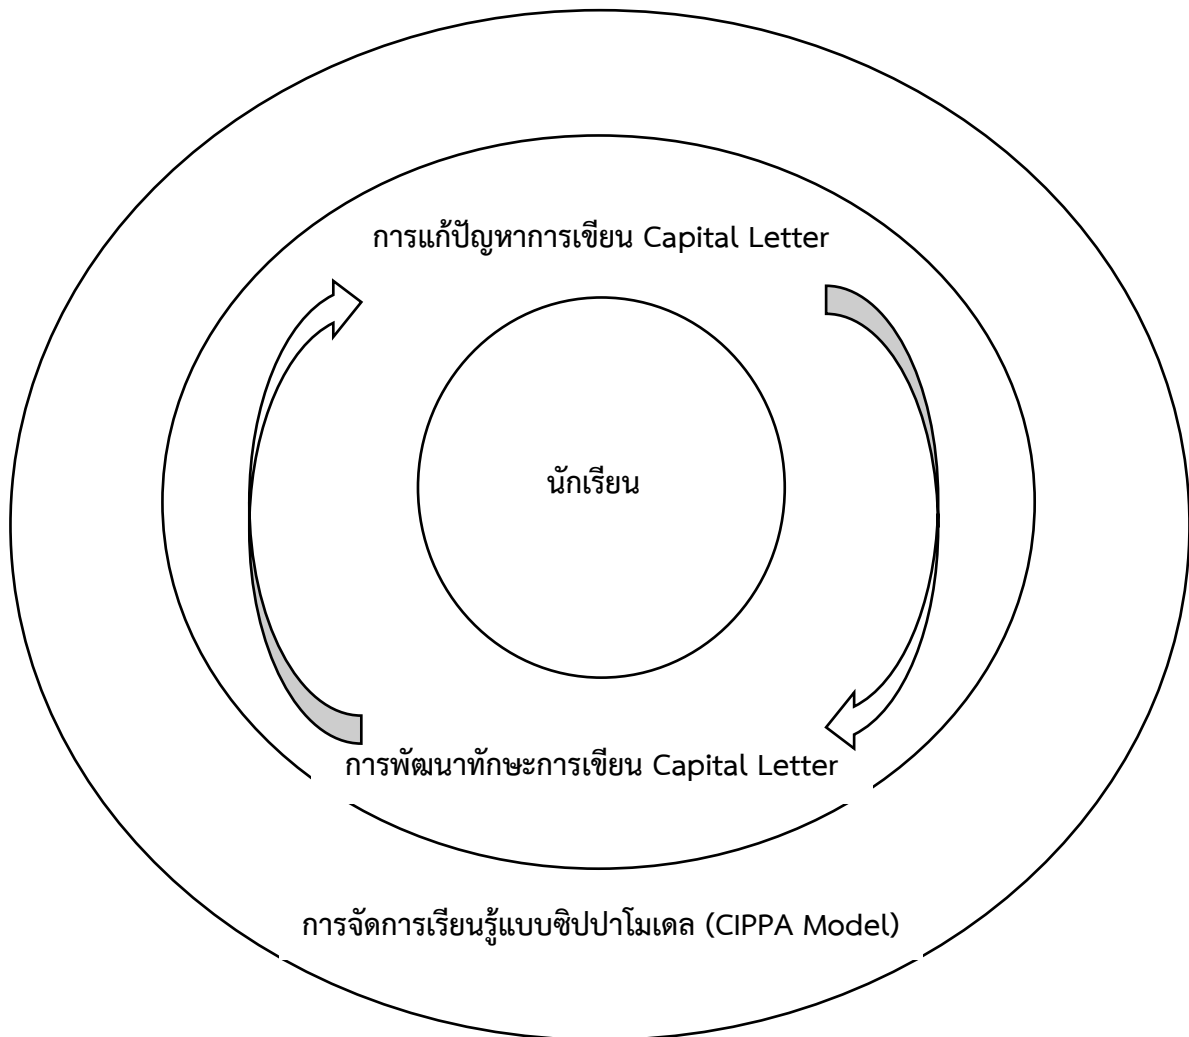 การแก้ปัญหาการเขียน Capital Letter
นักเรียน
การพัฒนาทักษะการเขียน Capital Letter
การจัดการเรียนรู้แบบซิปปาโมเดล (CIPPA Model)